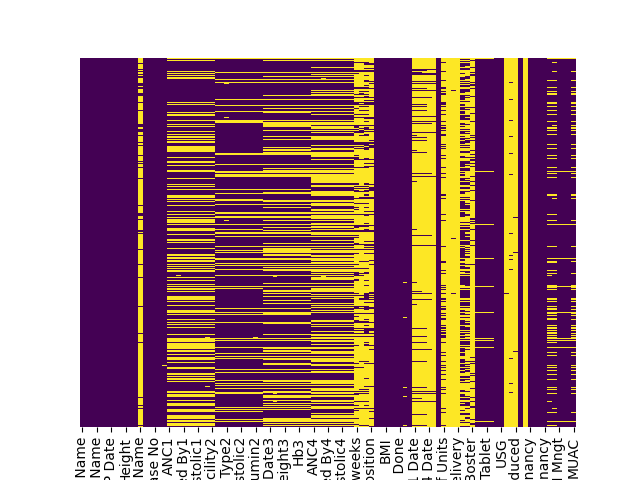 Name
Name
P Date
Height
Name
ase No
ANC1
ed By1
stolic1
cility2
Type2
stolic2
umin2
Date3
eight3
Hb3
ANC4
ed By4
stolic4
weeks
osition
BMI
Done
1 Date
4 Date
f Units
elivery
Boster
Tablet
USG
duced
nancy
nancy
l Mngt
MUAC